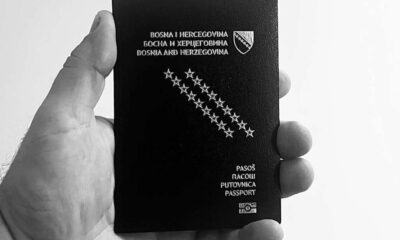 BOSNA I HERCEGOVINA
БОСНА И ХЕРЦЕГОВИНА
BOSNIA AND HERZEGOVINA
PASOŠ
ПАСОШ
PUTOVNICA
PASSPORT